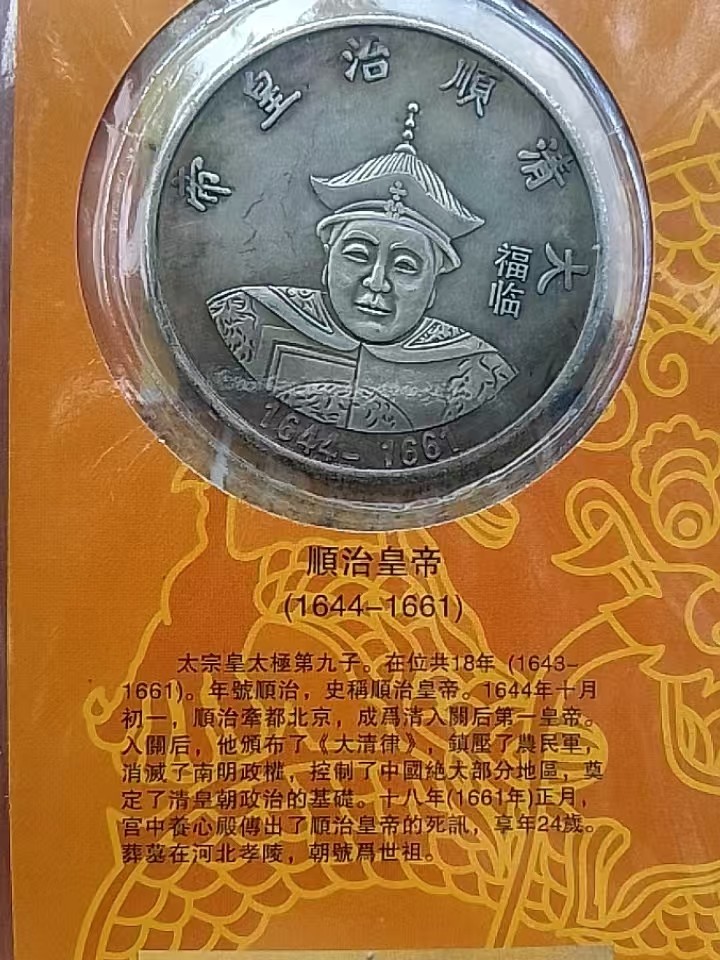 大清順治皇帝
福临
1644-1661
順治皇帝
(1644–1661)
太宗皇太極第九子。在位共18年 (1643–
1661)。年號順治，史稱順治皇帝。1644年十月
初一，順治都北京，成爲清入關后第一皇帝。
入關后，他頒布了《大清律》，鎮壓了農民軍，
消滅了南明政權，控制了中國絕大部分地區，奠
定了清皇朝政治的基礎。十八年(1661年)正月，
宫中養心殿傳出了順治皇帝的死訊，享年24歲。
葬墓在河北孝陵，朝號爲世祖。